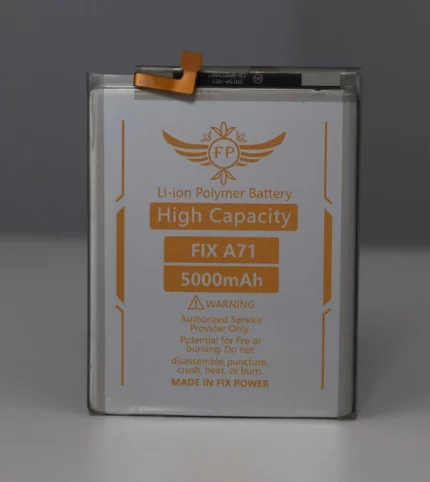 FP
Li-ion Polymer Battery
High Capacity
FIX A71
5000mAh
WARNING
Authorized Service
Provider Only
Potential for fire or
burning. Do not
disassemble, puncture,
crush, heat, or burn.
MADE IN FIX POWER